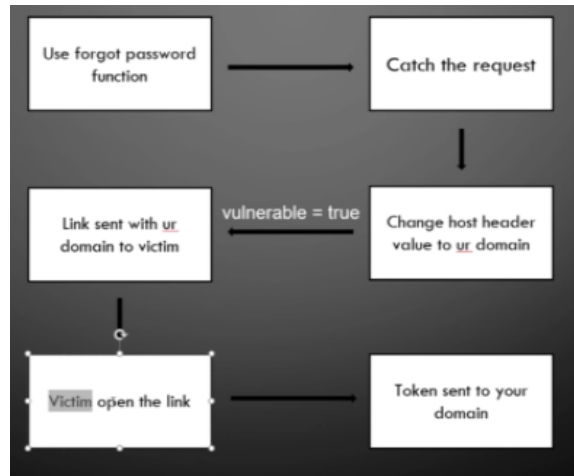 Use forgot password
function
Catch the request
Change host header
value to ur domain
vulnerable = true
Link sent with ur
domain to victim
Victim open the link
Token sent to your
domain